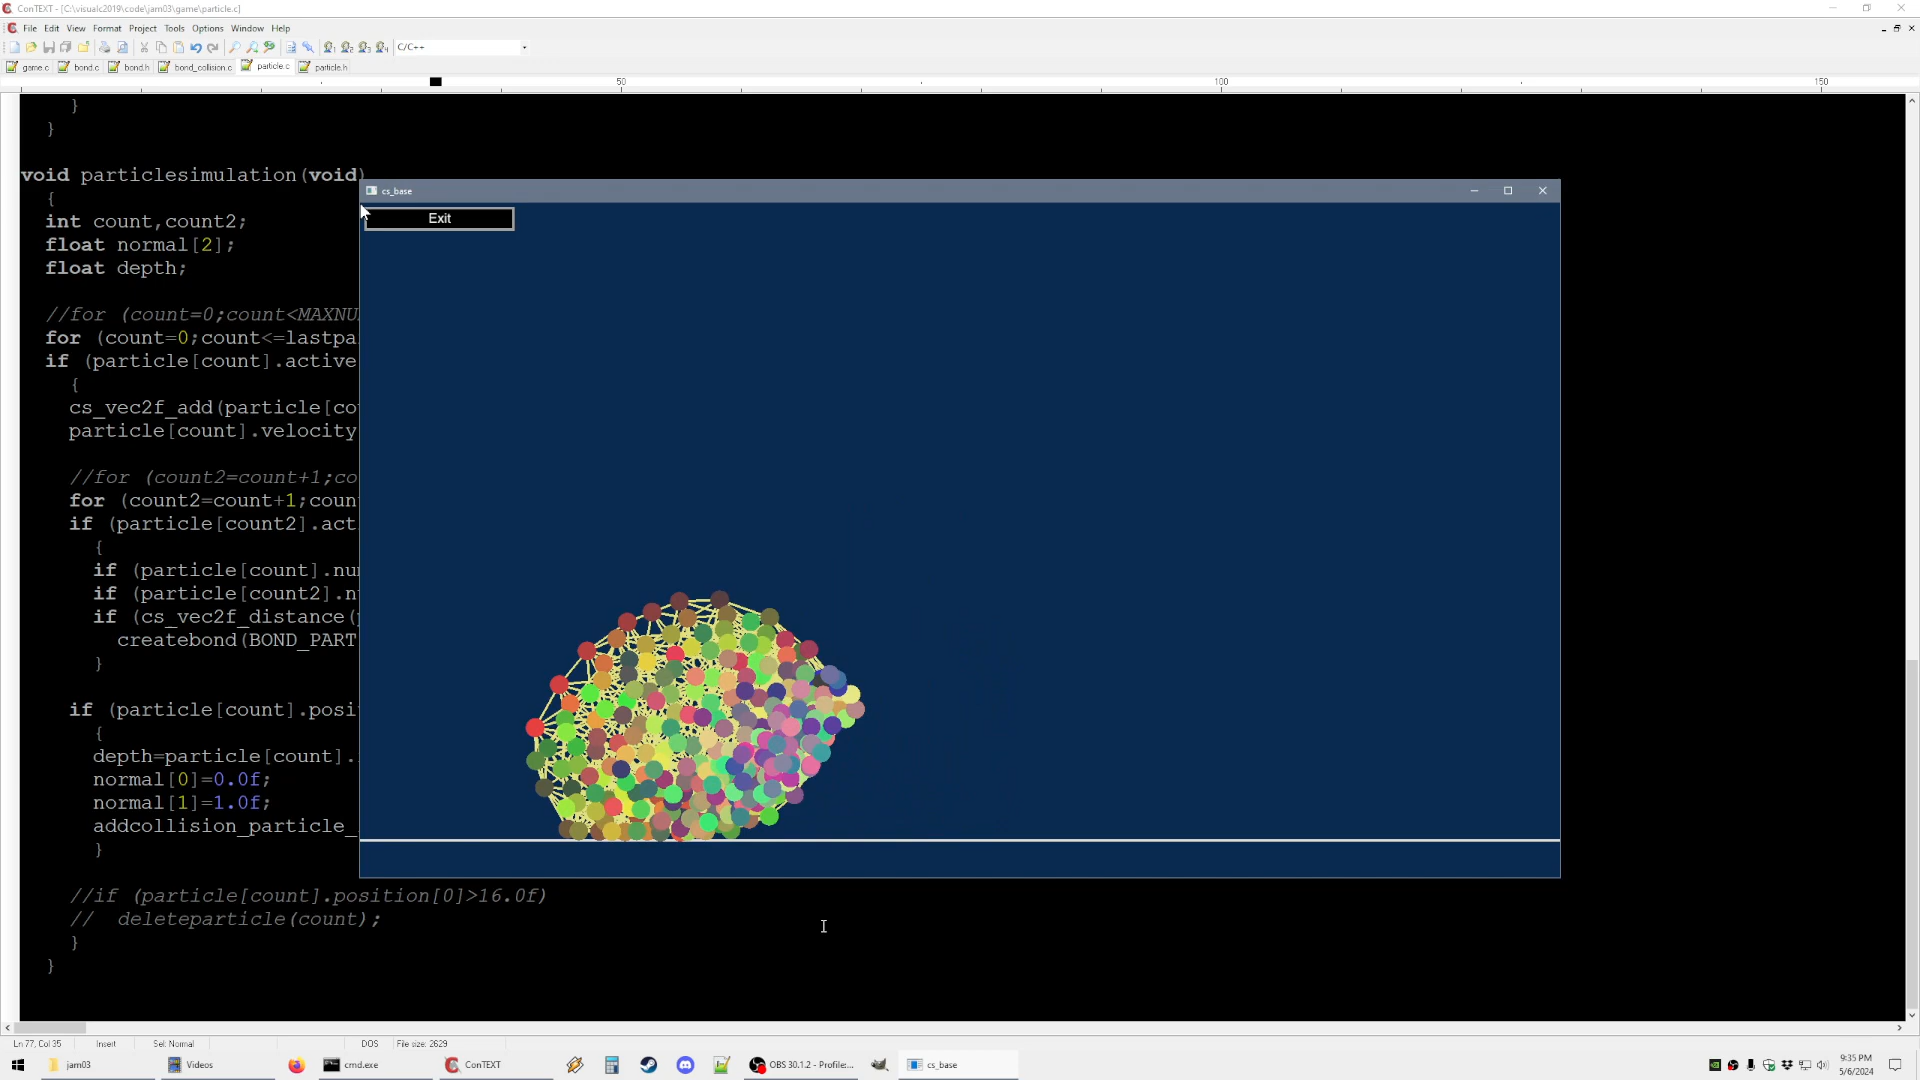 ConTEXT - [C:\visualc2019\code\jam03\game\particle.c]
File Edit View Format Project Tools Options Window Help
C/C++
game.c bond.c bond.h bond_collision.c particle.c particle.h
50 100 150
}
}
void particlesimulation(void)
{
int count,count2;
float normal[2];
float depth;
//for (count=0;count<MAXNU
for (count=0;count<=lastpa
if (particle[count].active
{
cs_vec2f_add(particle[co
particle[count].velocity
//for (count2=count+1;co
for (count2=count+1;coun
if (particle[count2].act
{
if (particle[count].nu
if (particle[count2].n
if (cs_vec2f_distance(
createbond(BOND_PART
}
if (particle[count].posi
{
depth=particle[count].
normal[0]=0.0f;
normal[1]=1.0f;
addcollision_particle_
}
//if (particle[count].position[0]>16.0f)
// deleteparticle(count);
}
}
cs_base
Exit
Ln 77, Col 35 Insert Sel: Normal DOS File size: 2629
jam03 Videos cmd.exe ConTEXT OBS 30.1.2 - Profile:... cs_base
9:35 PM
5/6/2024